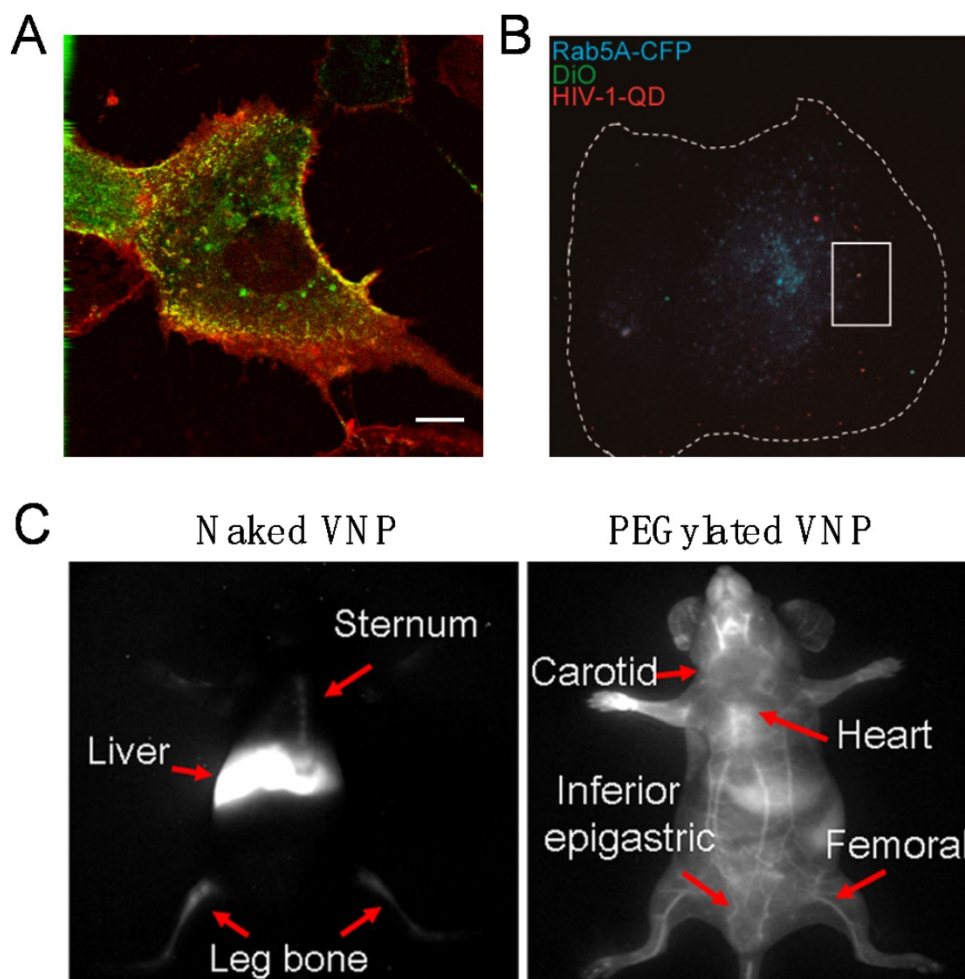 A
B
Rab5A-CFP
DiO
HIV-1-QD
C
Naked VNP
PEGylated VNP
Sternum
Liver
Leg bone
Carotid
Heart
Inferior
epigastric
Femoral